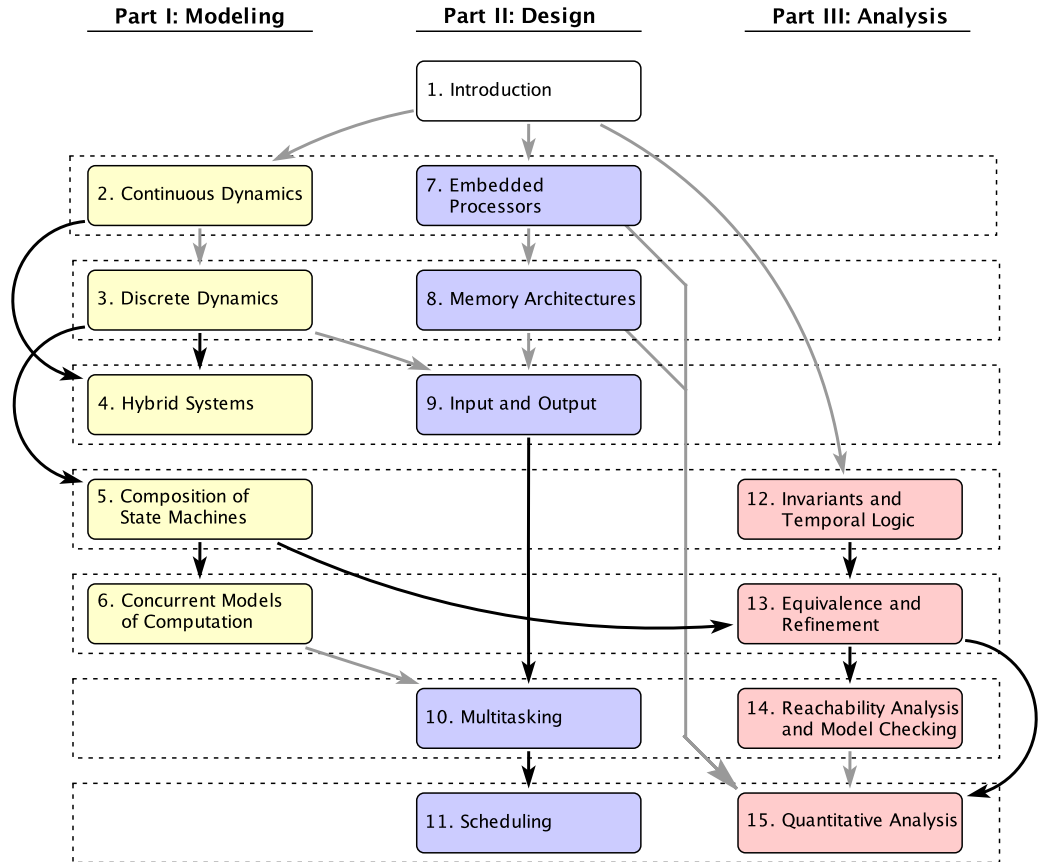 Part I: Modeling
Part II: Design
Part III: Analysis
1. Introduction
2. Continuous Dynamics
7. Embedded
Processors
3. Discrete Dynamics
8. Memory Architectures
4. Hybrid Systems
9. Input and Output
5. Composition of
State Machines
12. Invariants and
Temporal Logic
6. Concurrent Models
of Computation
13. Equivalence and
Refinement
10. Multitasking
14. Reachability Analysis
and Model Checking
11. Scheduling
15. Quantitative Analysis